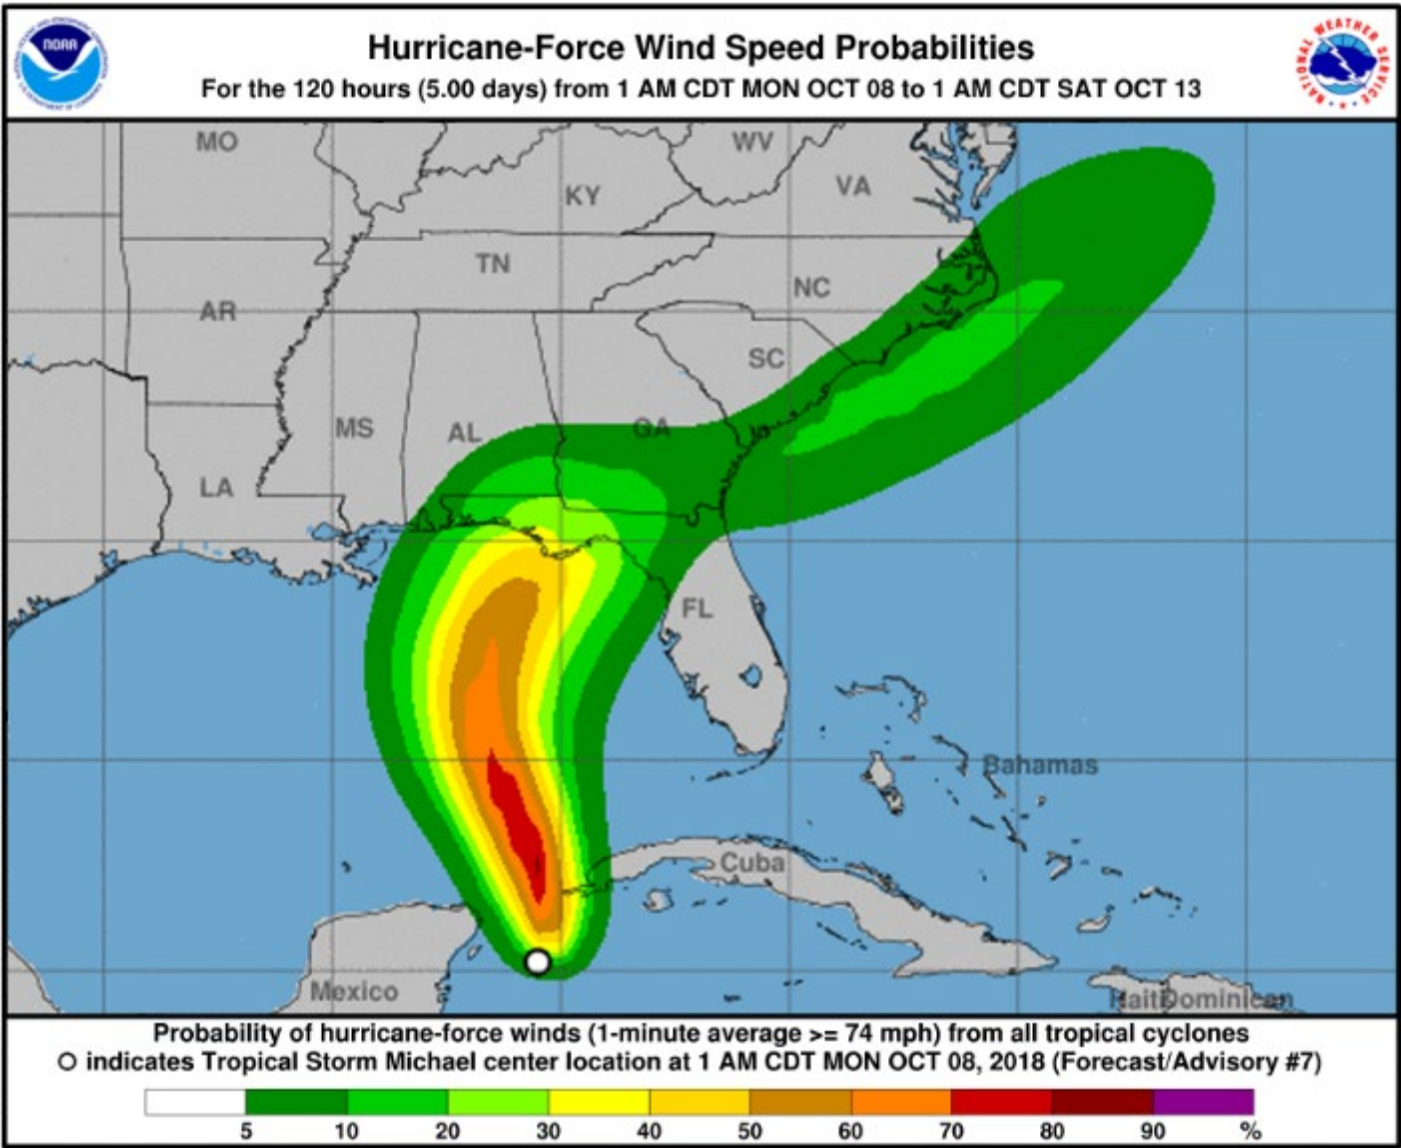 Hurricane-Force Wind Speed Probabilities
For the 120 hours (5.00 days) from 1 AM CDT MON OCT 08 to 1 AM CDT SAT OCT 13
NOAA
NATIONAL WEATHER SERVICE
MO
WV
KY
VA
TN
NC
AR
SC
MS
AL
GA
LA
FL
Bahamas
Cuba
Mexico
Haiti
Dominican
Probability of hurricane-force winds (1-minute average >= 74 mph) from all tropical cyclones
indicates Tropical Storm Michael center location at 1 AM CDT MON OCT 08, 2018 (Forecast/Advisory #7)
5 10 20 30 40 50 60 70 80 90 %